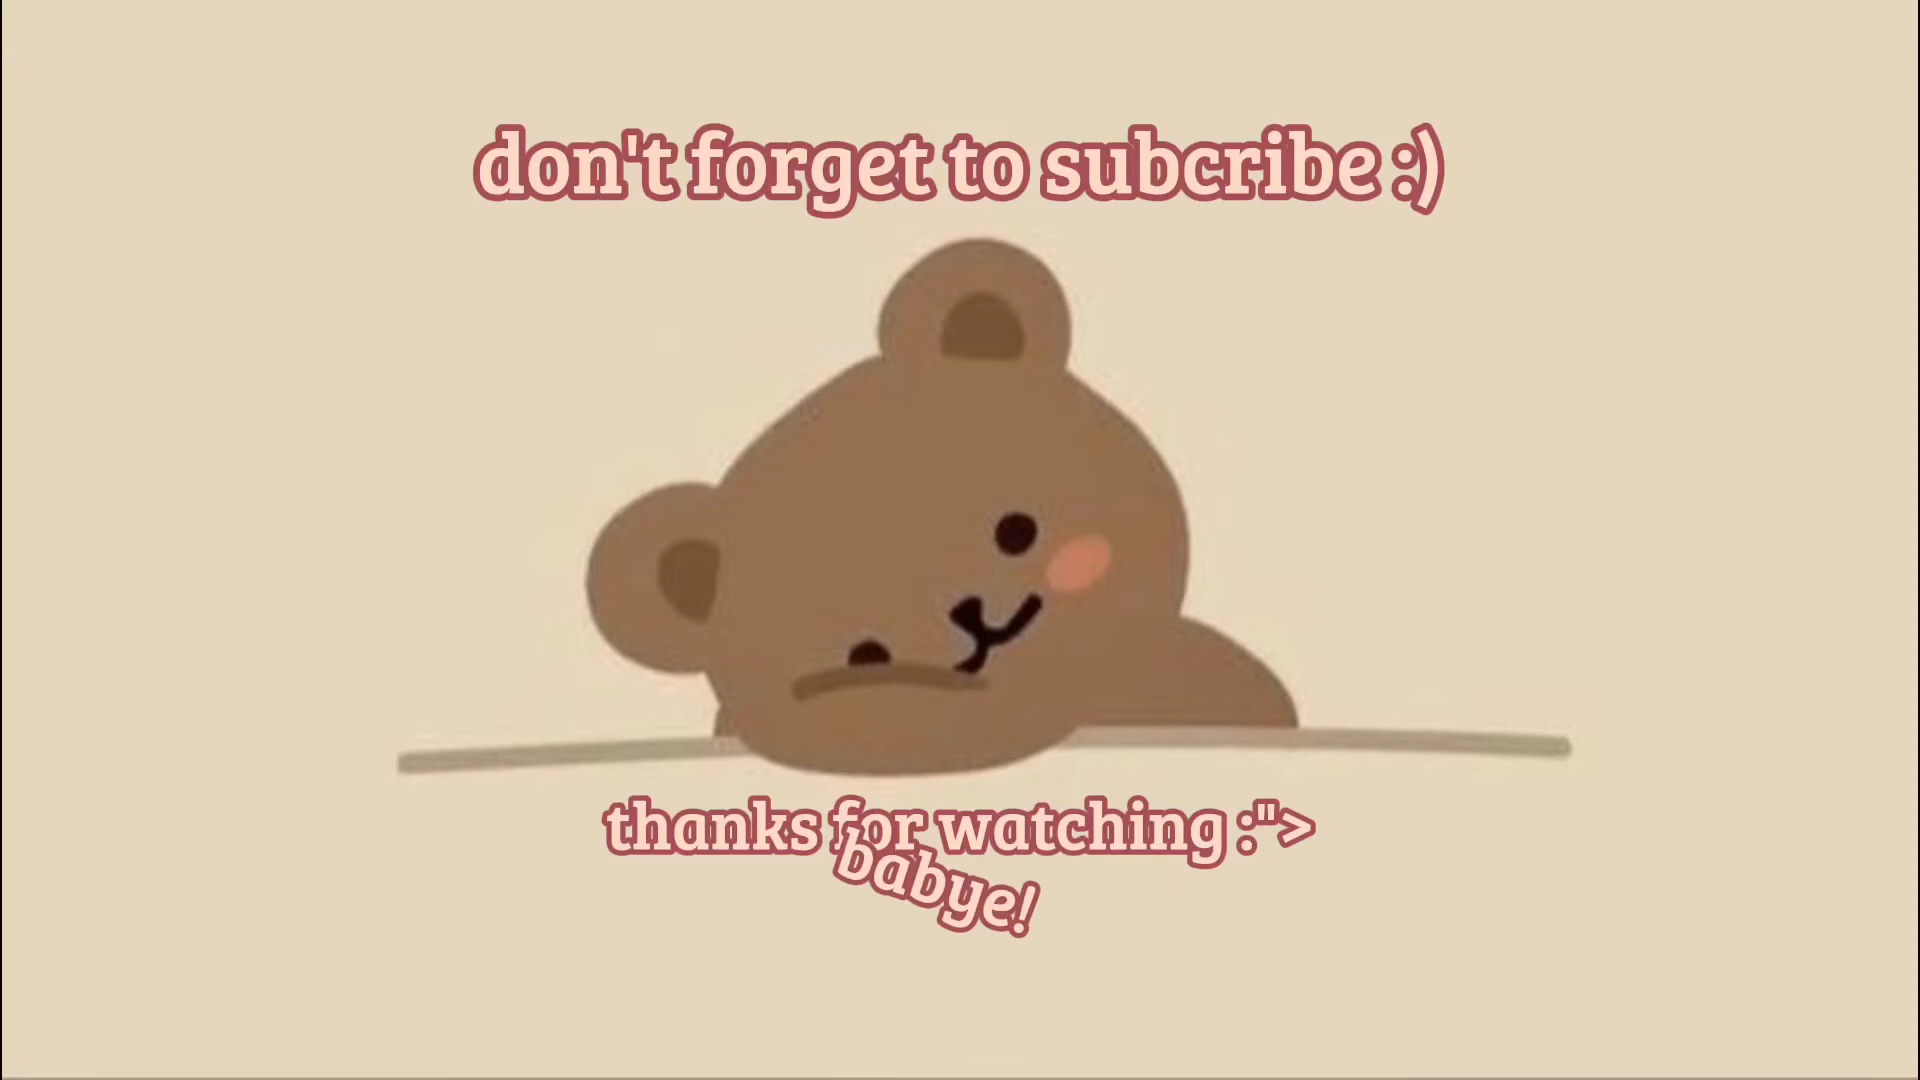 don't forget to subcribe :)
thanks for watching :">
babye!